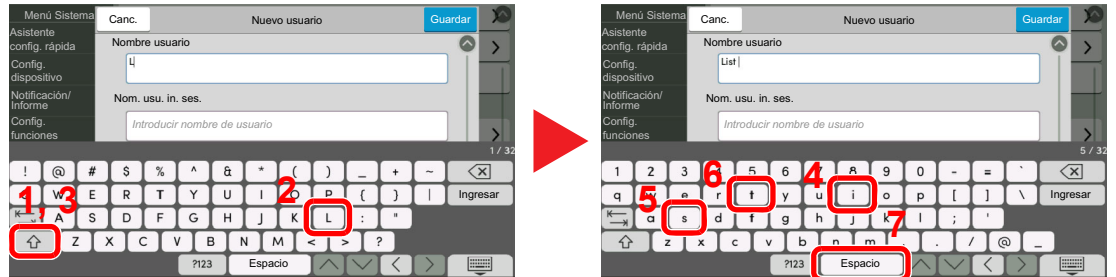 Menú Sistema
Canc.
Nuevo usuario
Guardar
Asistente
config. rápida
Nombre usuario
Config.
dispositivo
L
Notificación/
Informe
Nom. usu. in. ses.
Config.
funciones
Introducir nombre de usuario
1 / 32
! @ # $ % ^ & * ( ) _ + ~
W E R T Y U I O P { } | Ingresar
A S D F G H J K L : "
Z X C V B N M < > ?
?123 Espacio
1, 3
2
Menú Sistema
Canc.
Nuevo usuario
Guardar
Asistente
config. rápida
Nombre usuario
Config.
dispositivo
List
Notificación/
Informe
Nom. usu. in. ses.
Config.
funciones
Introducir nombre de usuario
5 / 32
1 2 3 4 5 6 7 8 9 0 - = `
q w e r t y u i o p [ ] \ Ingresar
a s d f g h j k l ; '
z x c v b n m , . / @ _
?123 Espacio
6
4
5
7